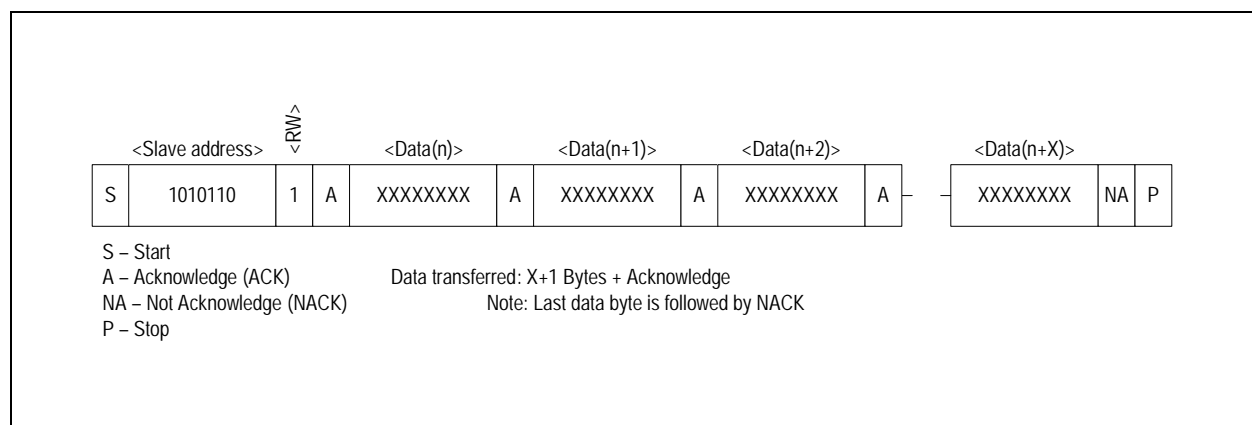 <RW>
<Slave address> <Data(n)> <Data(n+1)> <Data(n+2)> <Data(n+X)>
S 1010110 1 A XXXXXXXX A XXXXXXXX A XXXXXXXX A – – XXXXXXXX NA P
S – Start
A – Acknowledge (ACK) Data transferred: X+1 Bytes + Acknowledge
NA – Not Acknowledge (NACK) Note: Last data byte is followed by NACK
P – Stop